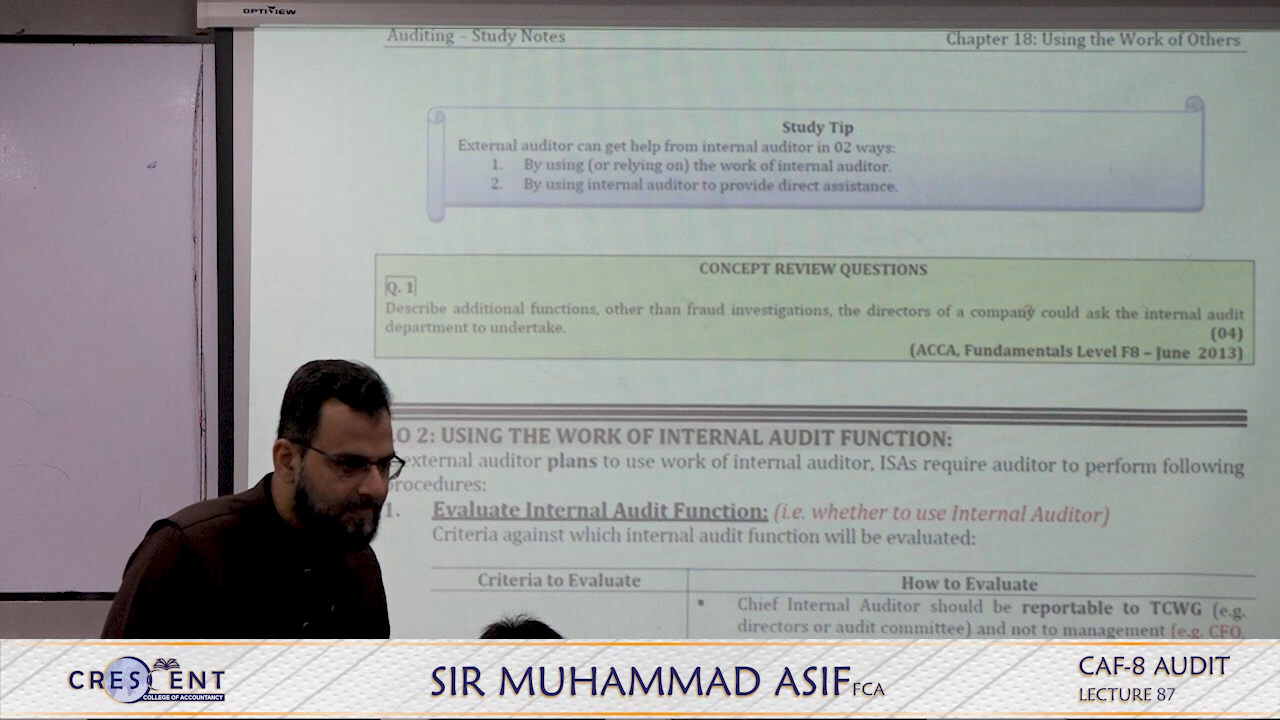 OPTIVIEW
Auditing – Study Notes
Chapter 18: Using the Work of Others
Study Tip
External auditor can get help from internal auditor in 02 ways:
1. By using (or relying on) the work of internal auditor.
2. By using internal auditor to provide direct assistance.
CONCEPT REVIEW QUESTIONS
Q. 1
Describe additional functions, other than fraud investigations, the directors of a company could ask the internal audit
department to undertake. (04)
(ACCA, Fundamentals Level F8 – June 2013)
O 2: USING THE WORK OF INTERNAL AUDIT FUNCTION:
external auditor plans to use work of internal auditor, ISAs require auditor to perform following
rocedures:
1. Evaluate Internal Audit Function: (i.e. whether to use Internal Auditor)
Criteria against which internal audit function will be evaluated:
Criteria to Evaluate
How to Evaluate
• Chief Internal Auditor should be reportable to TCWG (e.g.
directors or audit committee) and not to management (e.g. CFO,
CRESCENT
COLLEGE OF ACCOUNTANCY
SIR MUHAMMAD ASIF FCA
CAF-8 AUDIT
LECTURE 87